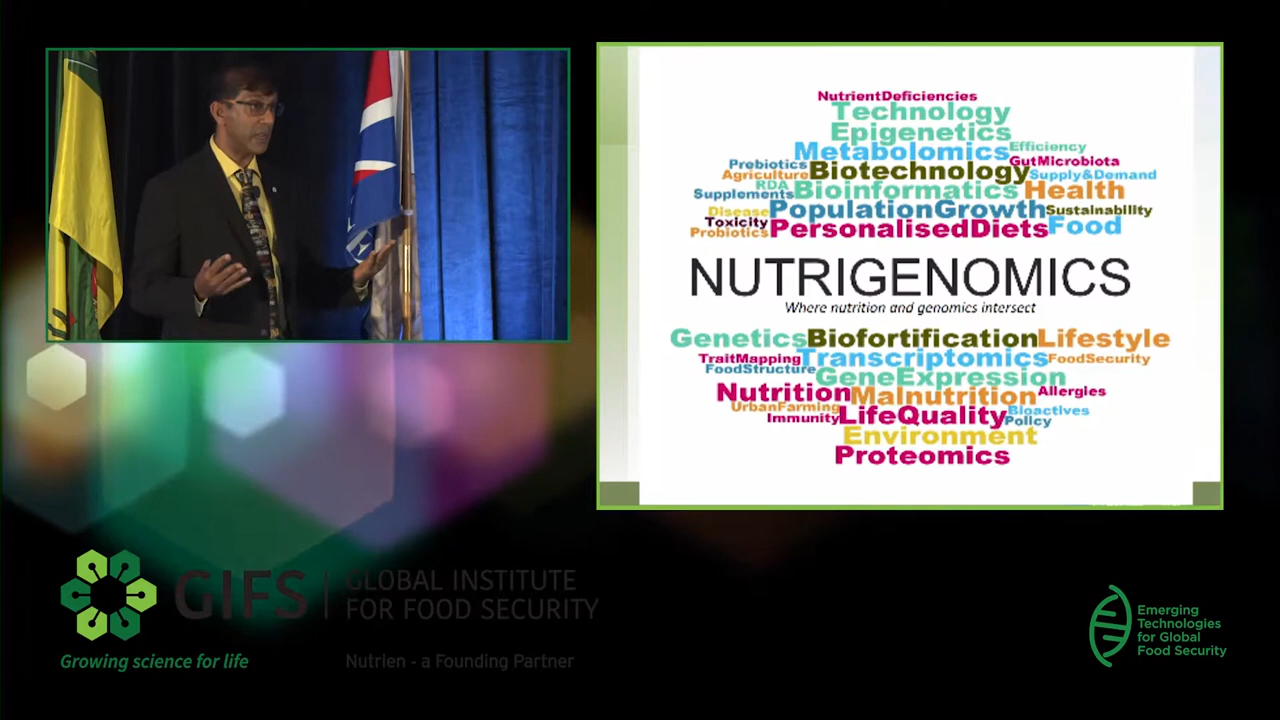 NutrientDeficiencies
Technology
Epigenetics
Metabolomics Efficiency
Prebiotics Biotechnology GutMicrobiota
Agriculture Supply&Demand
RDA Bioinformatics Health
Supplements
Disease PopulationGrowth Sustainability
Toxicity PersonalisedDiets Food
Probiotics
NUTRIGENOMICS
Where nutrition and genomics intersect
Genetics Biofortification Lifestyle
TraitMapping Transcriptomics FoodSecurity
FoodStructure GeneExpression
Nutrition Malnutrition Allergies
UrbanFarming LifeQuality Bioactives
Immunity Policy
Environment
Proteomics
GIFS GLOBAL INSTITUTE
FOR FOOD SECURITY
Growing science for life
Nutrien - a Founding Partner
Emerging
Technologies
for Global
Food Security